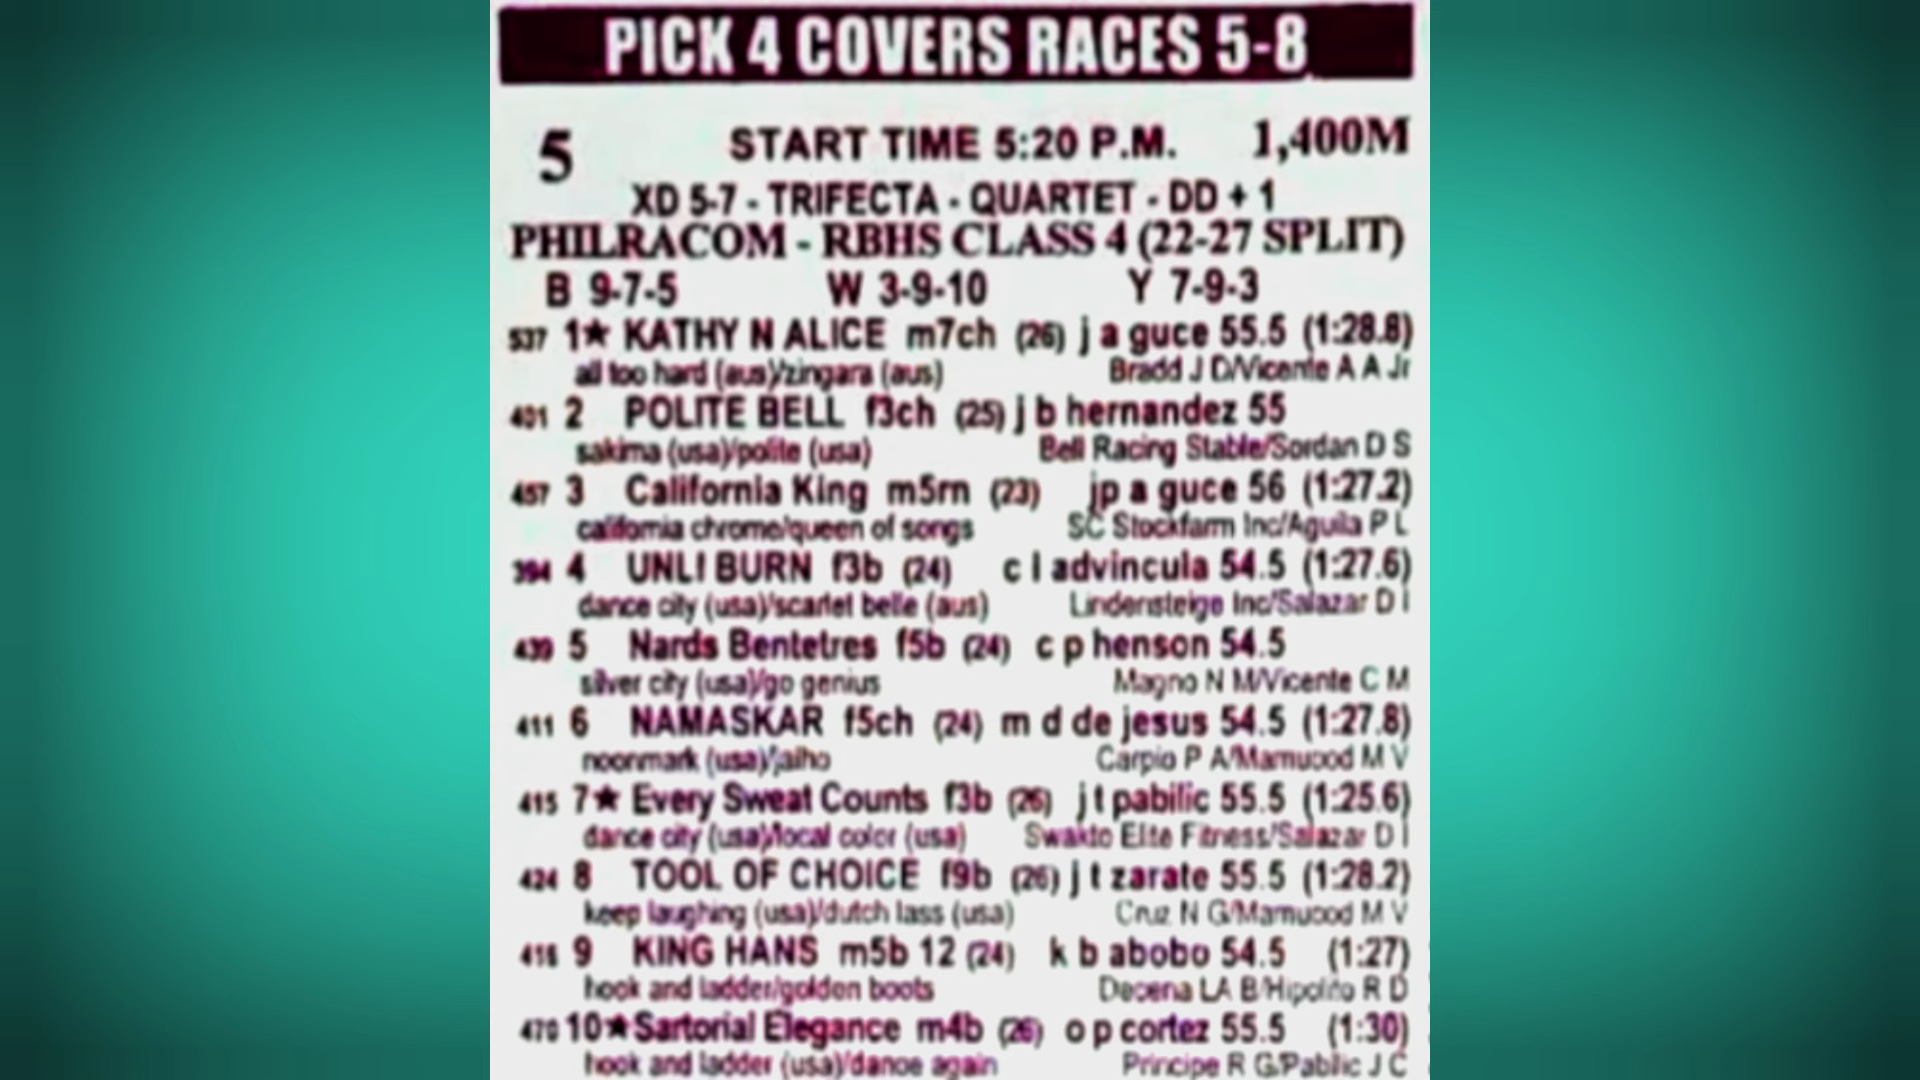 PICK 4 COVERS RACES 5-8
5 START TIME 5:20 P.M. 1,400M
XD 5-7 - TRIFECTA - QUARTET - DD + 1
PHILRACOM - RBHS CLASS 4 (22-27 SPLIT)
B 9-7-5 W 3-9-10 Y 7-9-3
537 1★ KATHY N ALICE m7ch (26) j a guce 55.5 (1:28.8)
all too hard (aus)/zingara (aus) Bradd J D/Vicente A A Jr
401 2 POLITE BELL f3ch (25) j b hernandez 55
sakima (usa)/polite (usa) Bell Racing Stable/Sordan D S
457 3 California King m5rn (23) jp a guce 56 (1:27.2)
california chrome/queen of songs SC Stockfarm Inc/Aguila P L
394 4 UNLI BURN f3b (24) c l advincula 54.5 (1:27.6)
dance city (usa)/scarlet belle (aus) Lindensteige Inc/Salazar D I
439 5 Nards Bentetres f5b (24) c p henson 54.5
silver city (usa)/go genius Magno N M/Vicente C M
411 6 NAMASKAR f5ch (24) m d de jesus 54.5 (1:27.8)
noonmark (usa)/jalho Carpio P A/Mamucod M V
415 7★ Every Sweat Counts f3b (26) j t pabilic 55.5 (1:25.6)
dance city (usa)/local color (usa) Swakto Elite Fitness/Salazar D I
424 8 TOOL OF CHOICE f9b (26) j t zarate 55.5 (1:28.2)
keep laughing (usa)/dutch lass (usa) Cruz N G/Mamucod M V
9 KING HANS m5b 12 (24) k b abobo 54.5 (1:27)
hook and ladder/golden boots Decena LA B/Hipolito R D
470 10★ Sartorial Elegance m4b (26) o p cortez 55.5 (1:30)
hook and ladder (usa)/dance again Principe R G/Pabilic J C